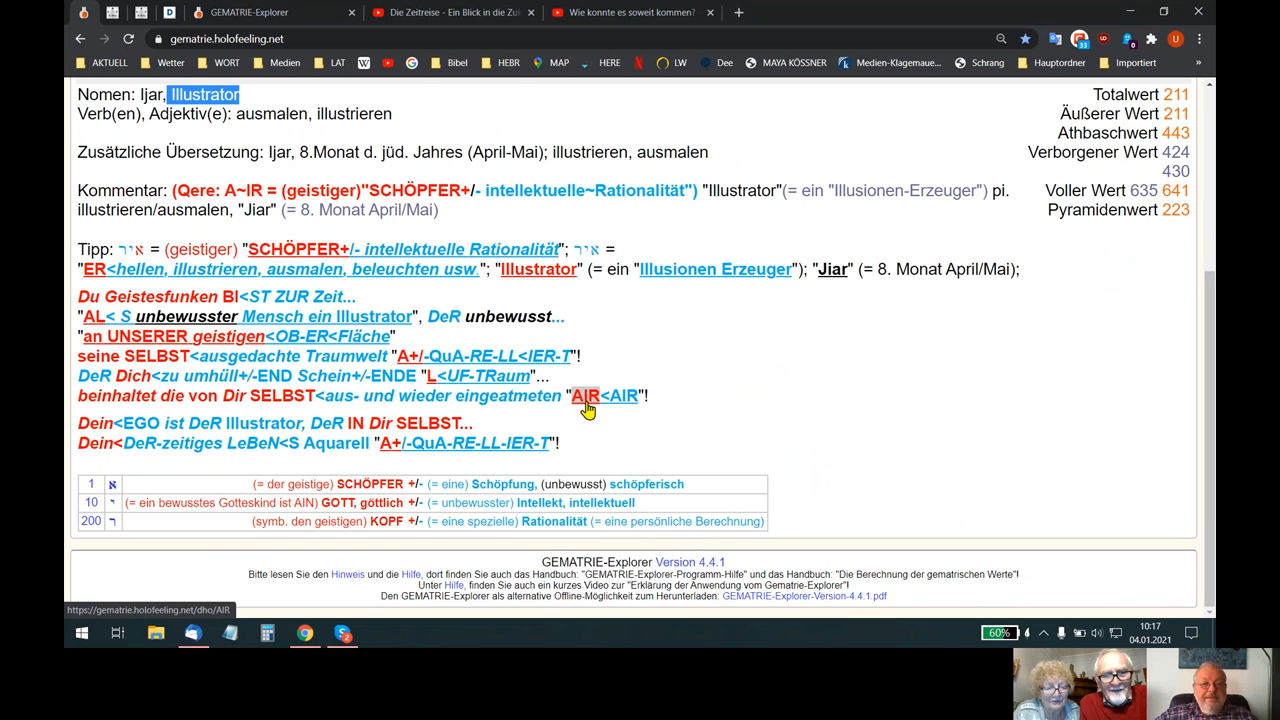 GEMATRIE-Explorer
Die Zeitreise - Ein Blick in die Zuk
Wie konnte es soweit kommen?
gematrie.holofeeling.net
AKTUELL Wetter WORT Medien LAT Bibel HEBR MAP HERE LW Dee MAYA KÖSSNER Medien-Klagemaue... Schrang Hauptordner Importiert »
Nomen: Ijar, Illustrator
Totalwert 211
Verb(en), Adjektiv(e): ausmalen, illustrieren
Äußerer Wert 211
Athbaschwert 443
Zusätzliche Übersetzung: Ijar, 8.Monat d. jüd. Jahres (April-Mai); illustrieren, ausmalen
Verborgener Wert 424
430
Kommentar: (Qere: A~IR = (geistiger)"SCHÖPFER+/- intellektuelle~Rationalität") "Illustrator"(= ein "Illusionen-Erzeuger") pi.
Voller Wert 635 641
illustrieren/ausmalen, "Jiar" (= 8. Monat April/Mai)
Pyramidenwert 223
Tipp: איר = (geistiger) "SCHÖPFER+/- intellektuelle Rationalität"; איר =
"ER<hellen, illustrieren, ausmalen, beleuchten usw."; "Illustrator" (= ein "Illusionen Erzeuger"); "Jiar" (= 8. Monat April/Mai);
Du Geistesfunken BI<ST ZUR Zeit...
"AL< S unbewusster Mensch ein Illustrator", DeR unbewusst...
"an UNSERER geistigen<OB-ER<Fläche"
seine SELBST<ausgedachte Traumwelt "A+/-QuA-RE-LL<IER-T"!
DeR Dich<zu umhüll+/-END Schein+/-ENDE "L<UF-TRaum"...
beinhaltet die von Dir SELBST<aus- und wieder eingeatmeten "AIR<AIR"!
Dein<EGO ist DeR Illustrator, DeR IN Dir SELBST...
Dein<DeR-zeitiges LeBeN<S Aquarell "A+/-QuA-RE-LL-IER-T"!
1 א (= der geistige) SCHÖPFER +/- (= eine) Schöpfung, (unbewusst) schöpferisch
10 י (= ein bewusstes Gotteskind ist AIN) GOTT, göttlich +/- (= unbewusster) Intellekt, intellektuell
200 ר (symb. den geistigen) KOPF +/- (= eine spezielle) Rationalität (= eine persönliche Berechnung)
GEMATRIE-Explorer Version 4.4.1
Bitte lesen Sie den Hinweis und die Hilfe, dort finden Sie auch das Handbuch: "GEMATRIE-Explorer-Programm-Hilfe" und das Handbuch: "Die Berechnung der gematrischen Werte"!
Unter Hilfe, finden Sie auch ein kurzes Video zur "Erklärung der Anwendung vom Gematrie-Explorer"!
Den GEMATRIE-Explorer als alternative Offline-Möglichkeit zum Herunterladen: GEMATRIE-Explorer-Version-4.4.1.pdf
https://gematrie.holofeeling.net/dho/AIR
60%
10:17
04.01.2021